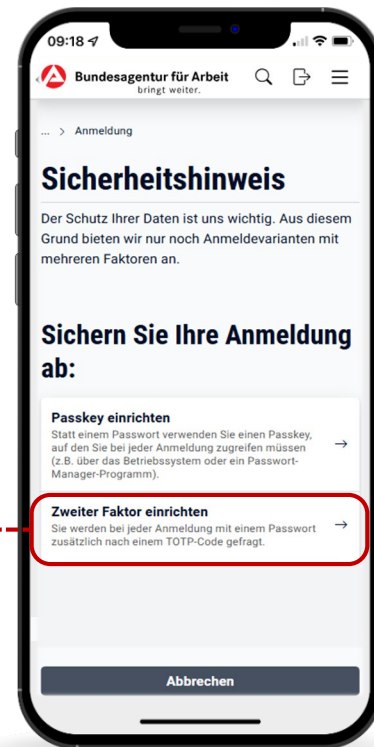 09:18
Bundesagentur für Arbeit
bringt weiter.
... > Anmeldung
Sicherheitshinweis
Der Schutz Ihrer Daten ist uns wichtig. Aus diesem
Grund bieten wir nur noch Anmeldevarianten mit
mehreren Faktoren an.
Sichern Sie Ihre Anmeldung
ab:
Passkey einrichten
Statt einem Passwort verwenden Sie einen Passkey,
auf den Sie bei jeder Anmeldung zugreifen müssen
(z.B. über das Betriebssystem oder ein Passwort-
Manager-Programm).
Zweiter Faktor einrichten
Sie werden bei jeder Anmeldung mit einem Passwort
zusätzlich nach einem TOTP-Code gefragt.
Abbrechen